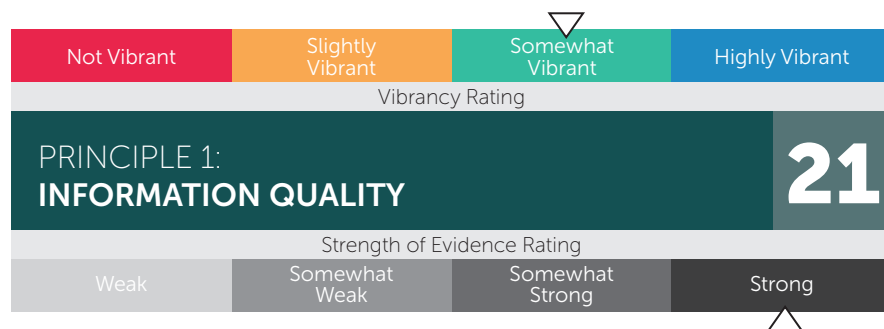 Not Vibrant
Slightly
Vibrant
Somewhat
Vibrant
Highly Vibrant
Vibrancy Rating
PRINCIPLE 1:
INFORMATION QUALITY
21
Strength of Evidence Rating
Weak
Somewhat
Weak
Somewhat
Strong
Strong